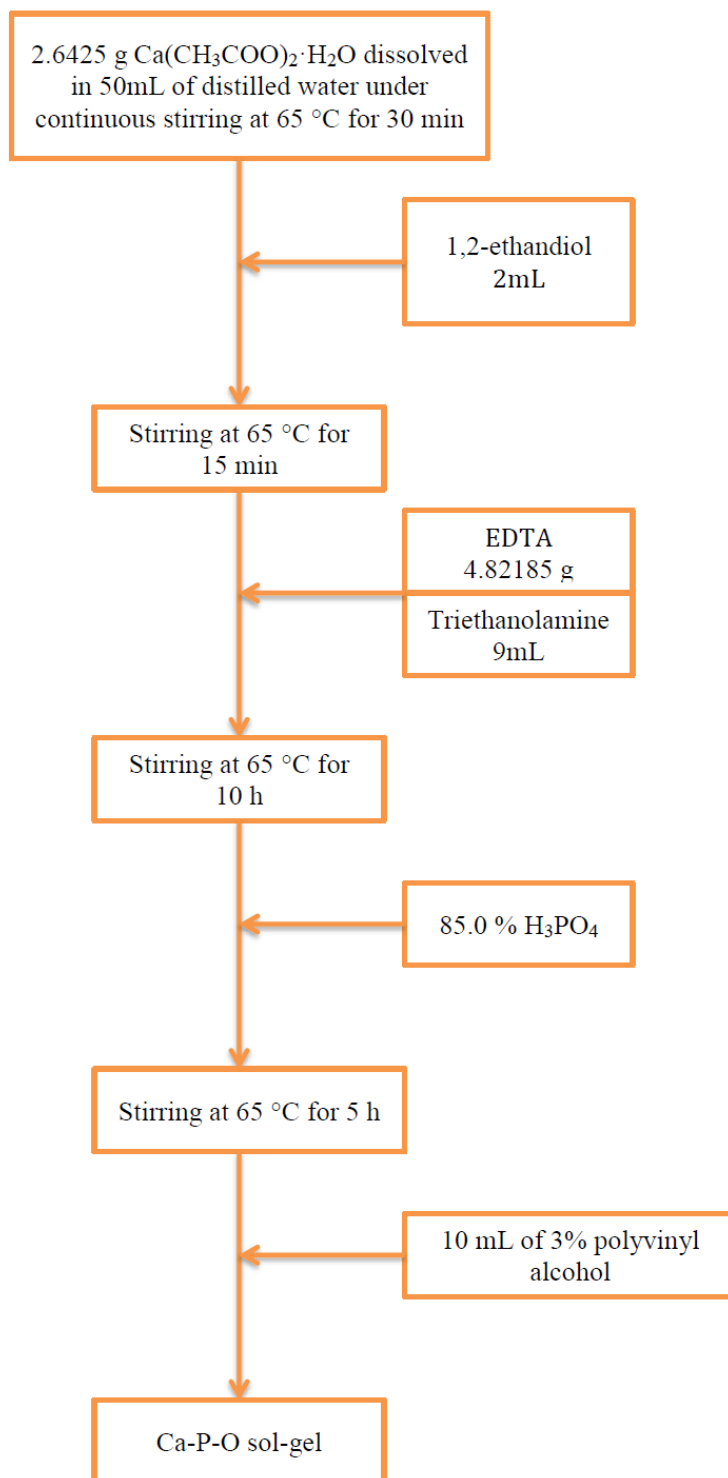 2.6425 g Ca(CH₃COO)₂·H₂O dissolved
in 50mL of distilled water under
continuous stirring at 65 °C for 30 min
1,2-ethandiol
2mL
Stirring at 65 °C for
15 min
EDTA
4.82185 g
Triethanolamine
9mL
Stirring at 65 °C for
10 h
85.0 % H₃PO₄
Stirring at 65 °C for 5 h
10 mL of 3% polyvinyl
alcohol
Ca-P-O sol-gel